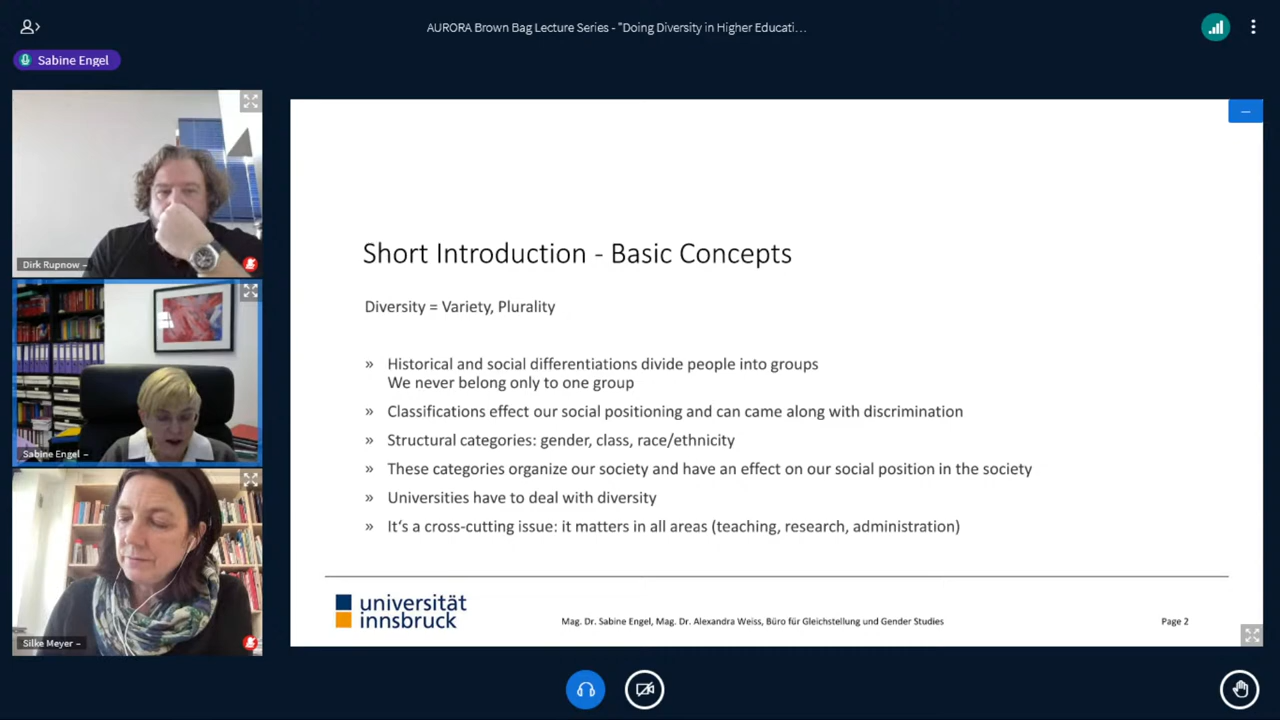 AURORA Brown Bag Lecture Series - "Doing Diversity in Higher Educati…
Sabine Engel
Dirk Rupnow –
Sabine Engel –
Silke Meyer –
Short Introduction - Basic Concepts
Diversity = Variety, Plurality
» Historical and social differentiations divide people into groups
We never belong only to one group
» Classifications effect our social positioning and can came along with discrimination
» Structural categories: gender, class, race/ethnicity
» These categories organize our society and have an effect on our social position in the society
» Universities have to deal with diversity
» It‘s a cross-cutting issue: it matters in all areas (teaching, research, administration)
universität
innsbruck
Mag. Dr. Sabine Engel, Mag. Dr. Alexandra Weiss, Büro für Gleichstellung und Gender Studies
Page 2